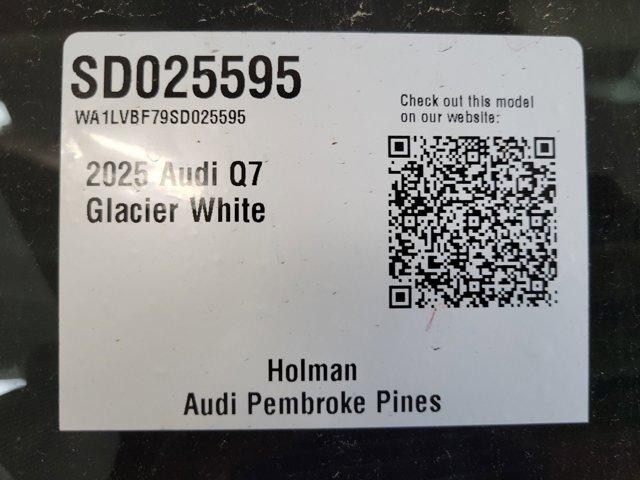 SD025595
WA1LVBF79SD025595
Check out this model
on our website:
2025 Audi Q7
Glacier White
Holman
Audi Pembroke Pines